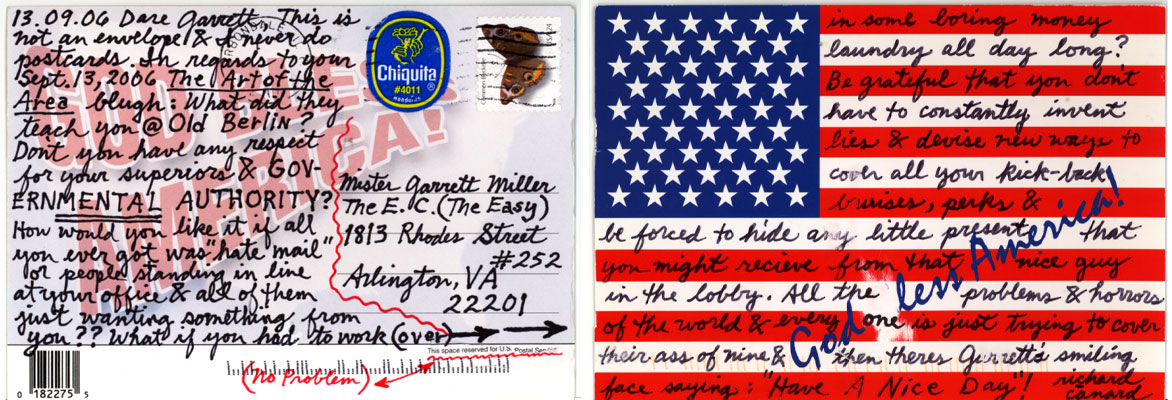 13.09.06 Dare Garrett, This is
not an envelope & I never do
postcards. In regards to your
Sept. 13, 2006 The Art of the
Area blugh: What did they
teach you @ Old Berlin?
Dont you have any respect
for your superiors & GOV-
ERNMENTAL AUTHORITY?
How would you like it if all
you ever got was "hate mail"
or people standing in line
at your office & all of them
just wanting something from
you?? What if you had to work (over)
GOD BLESS
AMERICA!
Chiquita
®
#4011
Mister Garrett Miller
The E.C. (The Easy)
1813 Rhodes Street
#252
Arlington, VA
22201
This space reserved for U.S. Postal Service
(No Problem)
0 182275 5
in some boring money
laundry all day long?
Be grateful that you don't
have to constantly invent
lies & devise new ways to
cover all your kick-back
bruises, perks &
be forced to hide any little present that
you might recieve from that nice guy
in the lobby. All the problems & horrors
of the world & every one is just trying to cover
their ass of nine & then theres Garrett's smiling
face saying: "Have A Nice Day"! richard
canard
God less America!